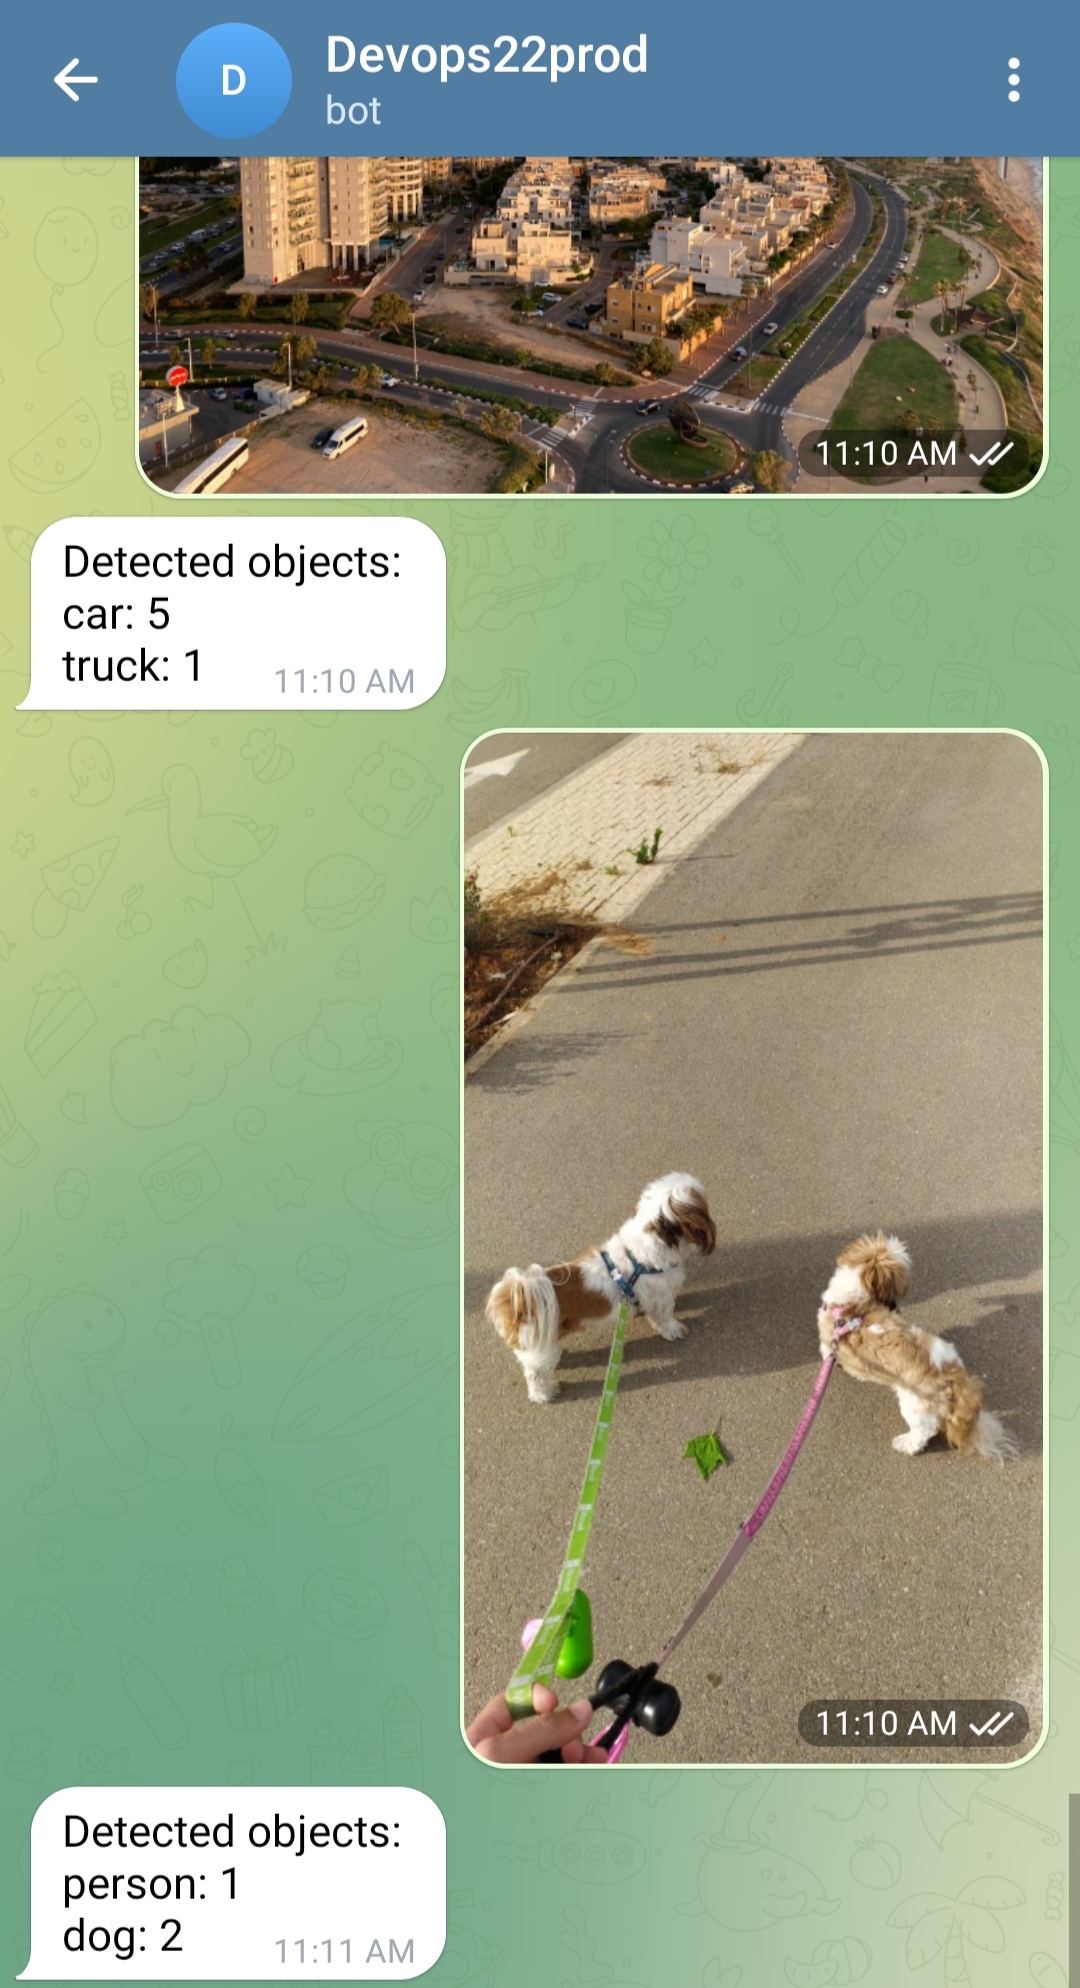 D
Devops22prod
bot
11:10 AM
Detected objects:
car: 5
truck: 1
11:10 AM
11:10 AM
Detected objects:
person: 1
dog: 2
11:11 AM